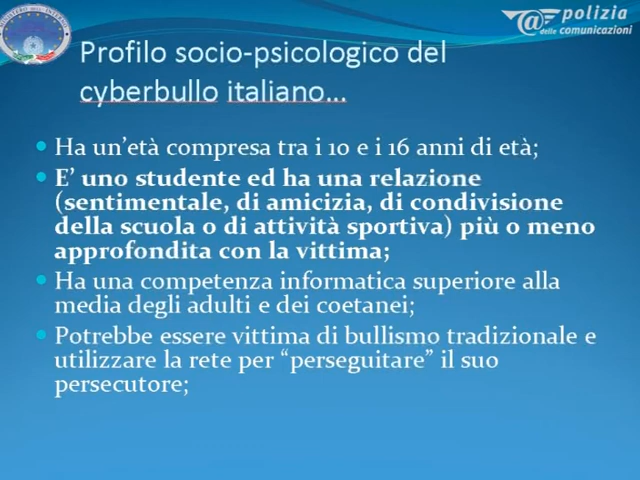 polizia
delle comunicazioni
Profilo socio-psicologico del
cyberbullo italiano...
Ha un'età compresa tra i 10 e i 16 anni di età;
E' uno studente ed ha una relazione
(sentimentale, di amicizia, di condivisione
della scuola o di attività sportiva) più o meno
approfondita con la vittima;
Ha una competenza informatica superiore alla
media degli adulti e dei coetanei;
Potrebbe essere vittima di bullismo tradizionale e
utilizzare la rete per “perseguitare” il suo
persecutore;